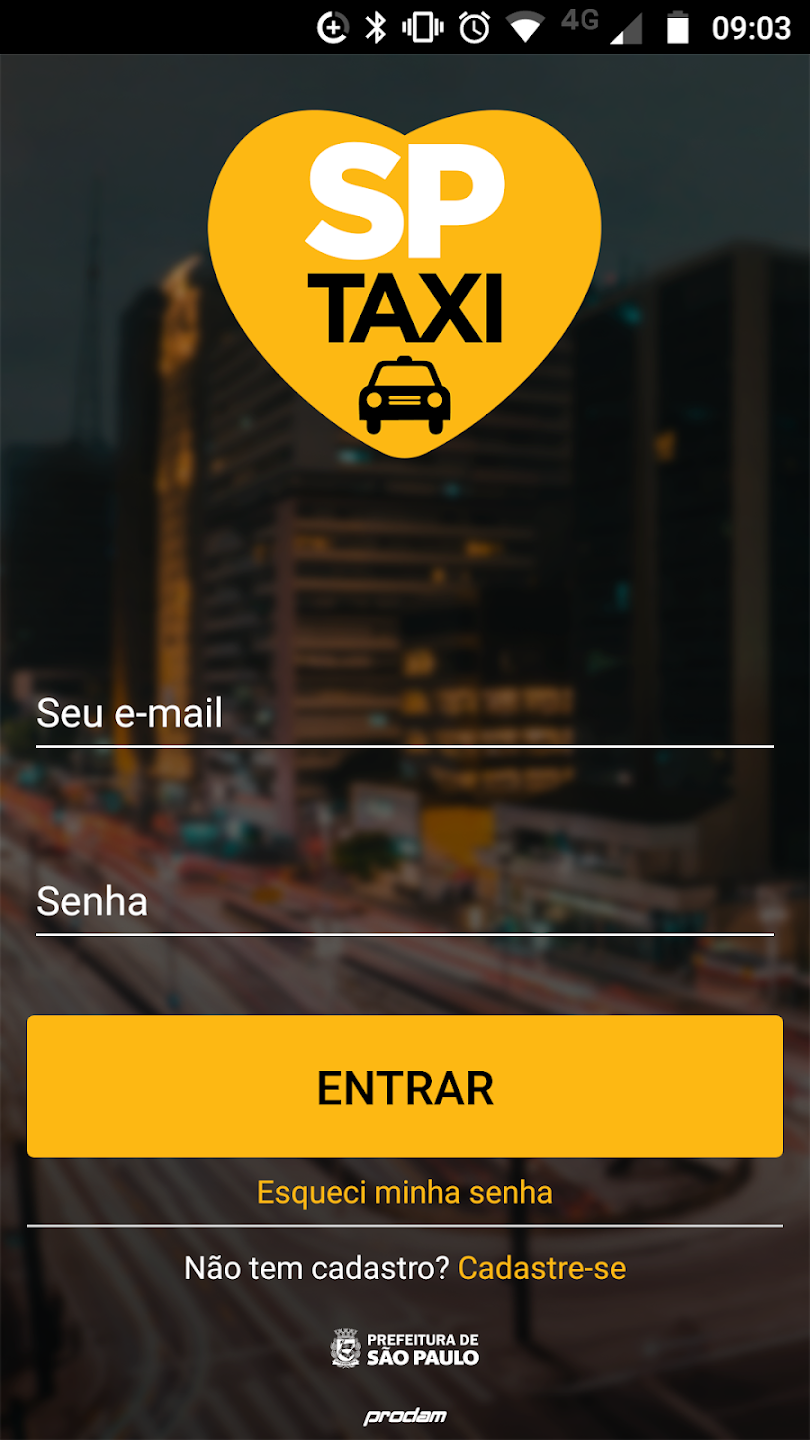 4G 09:03
SP
TAXI
Seu e-mail
Senha
ENTRAR
Esqueci minha senha
Não tem cadastro? Cadastre-se
PREFEITURA DE
SÃO PAULO
prodam